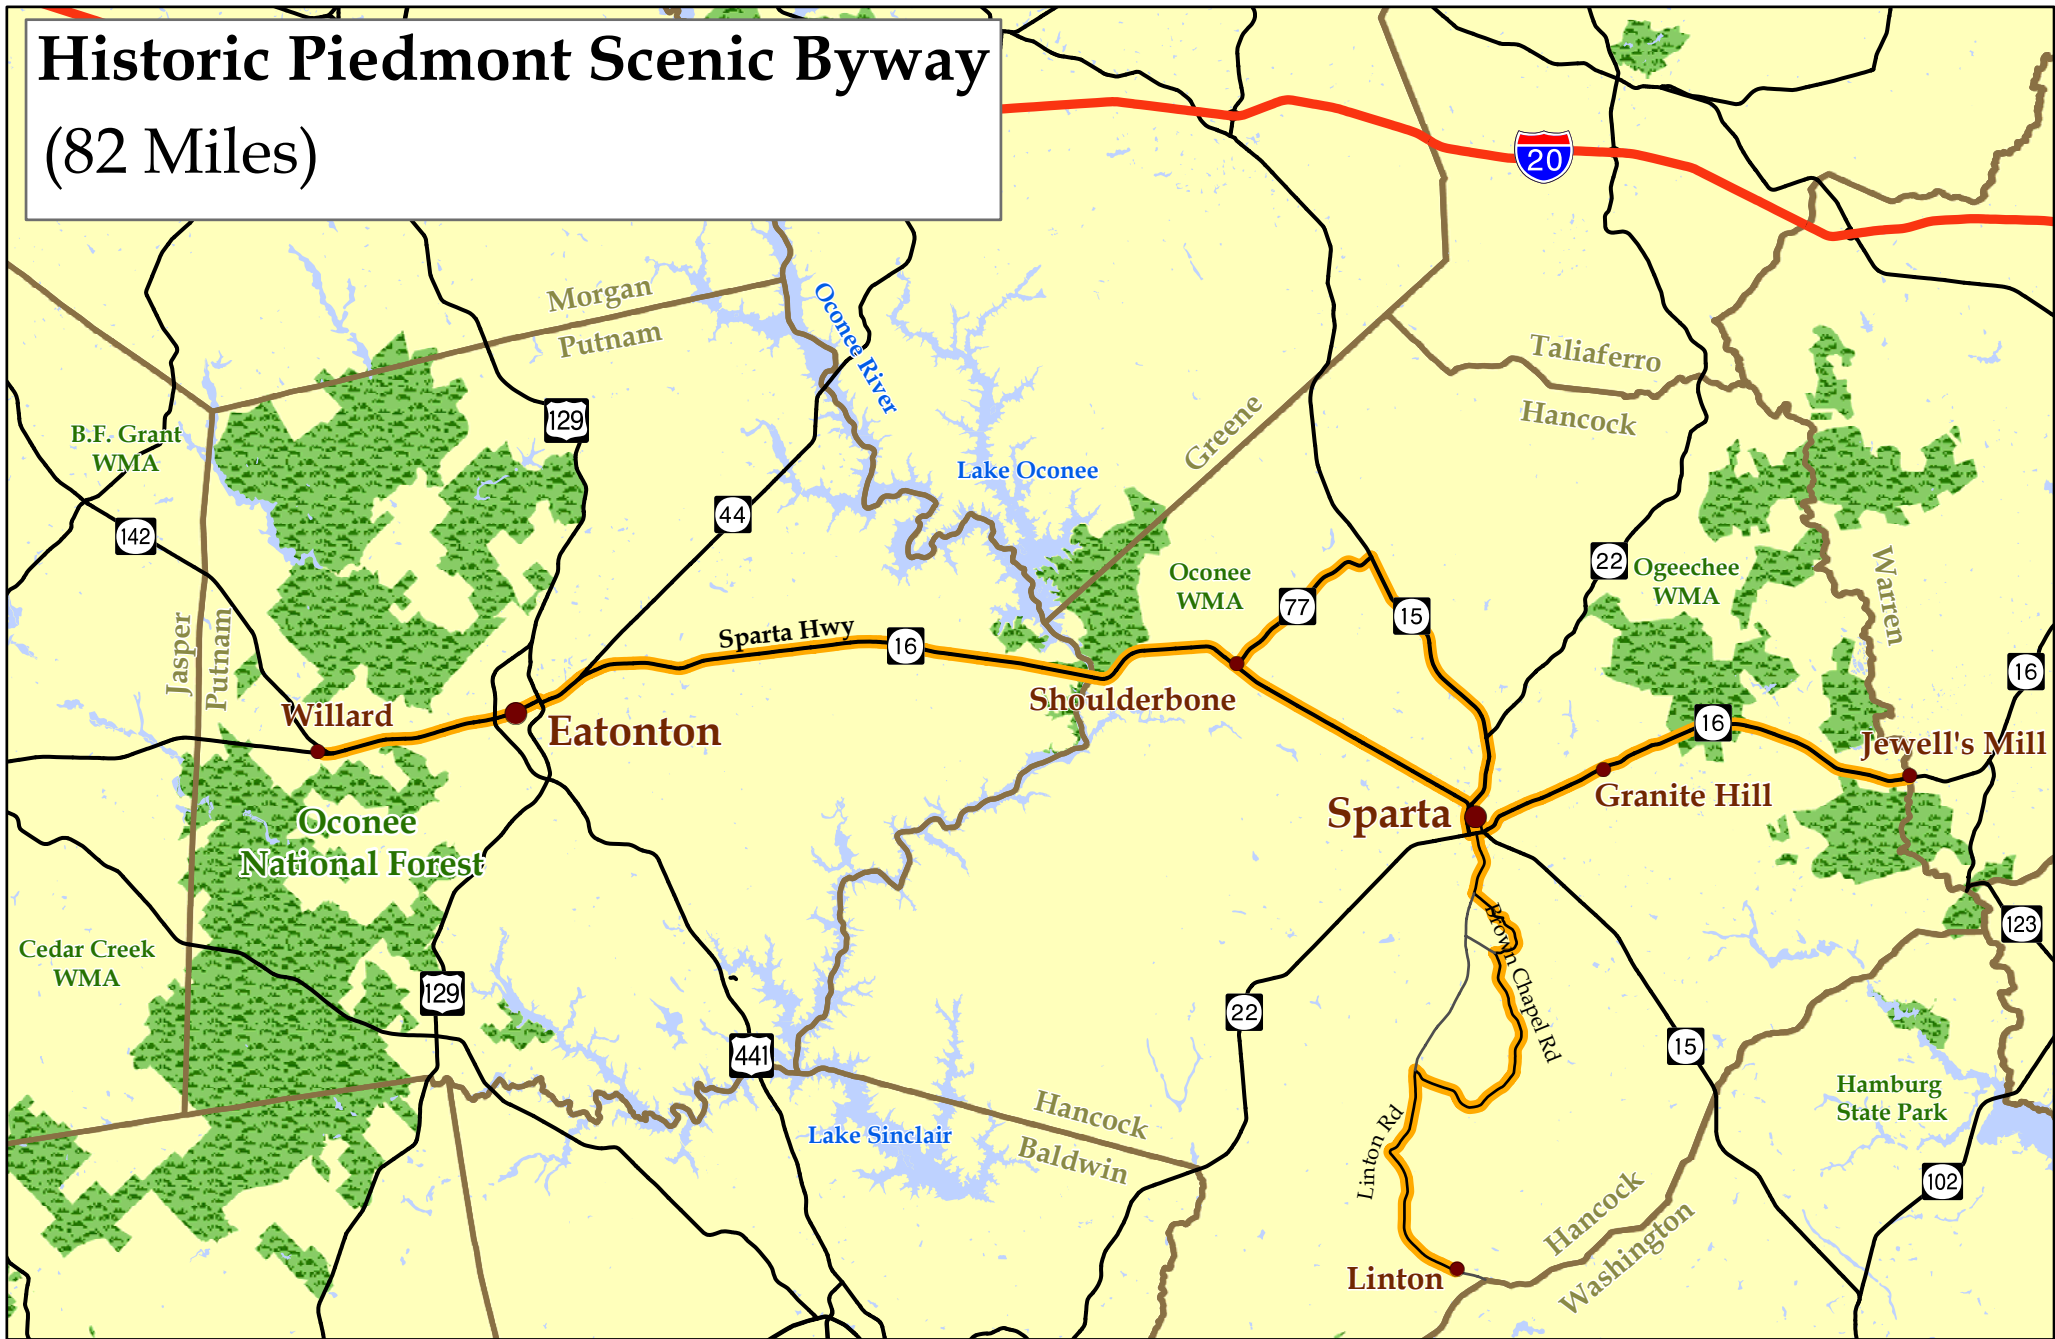 Historic Piedmont Scenic Byway
(82 Miles)
20
Morgan
Putnam
Oconee River
Taliaferro
Hancock
Greene
129
B.F. Grant
WMA
Lake Oconee
44
142
22
Oconee
WMA
Ogeechee
WMA
Warren
77
15
Jasper
Putnam
Sparta Hwy
16
16
Willard
Eatonton
Shoulderbone
16
Jewell's Mill
Granite Hill
Sparta
Oconee
National Forest
Cedar Creek
WMA
129
Brown Chapel Rd
123
22
441
15
Hamburg
State Park
Hancock
Baldwin
Lake Sinclair
Linton Rd
102
Hancock
Washington
Linton